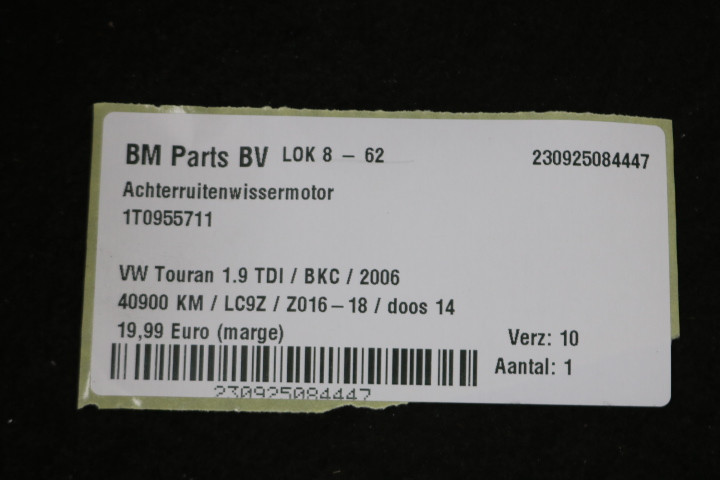 BM Parts BV LOK 8 - 62 230925084447
Achterruitenwissermotor
1T0955711
VW Touran 1.9 TDI / BKC / 2006
40900 KM / LC9Z / Z016-18 / doos 14
19,99 Euro (marge) Verz: 10
Aantal: 1
230925084447